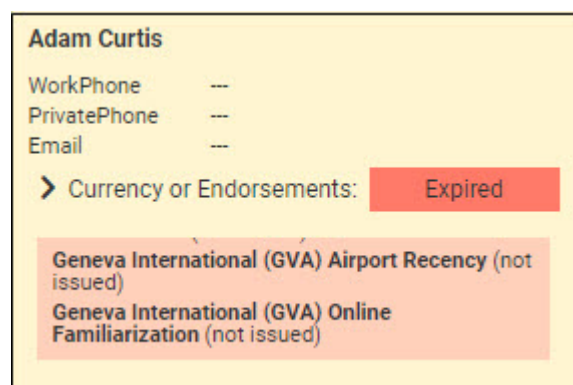 Adam Curtis
WorkPhone ---
PrivatePhone ---
Email ---
Currency or Endorsements: Expired
Geneva International (GVA) Airport Recency (not
issued)
Geneva International (GVA) Online
Familiarization (not issued)